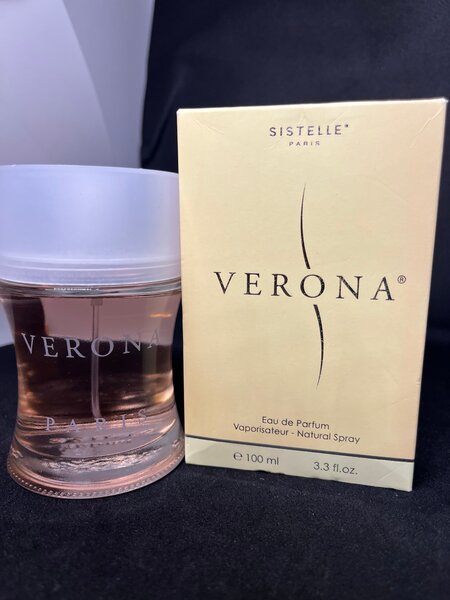 VERONA
PARIS
SISTELLE®
PARIS
VERONA®
Eau de Parfum
Vaporisateur - Natural Spray
℮ 100 ml 3.3 fl.oz.